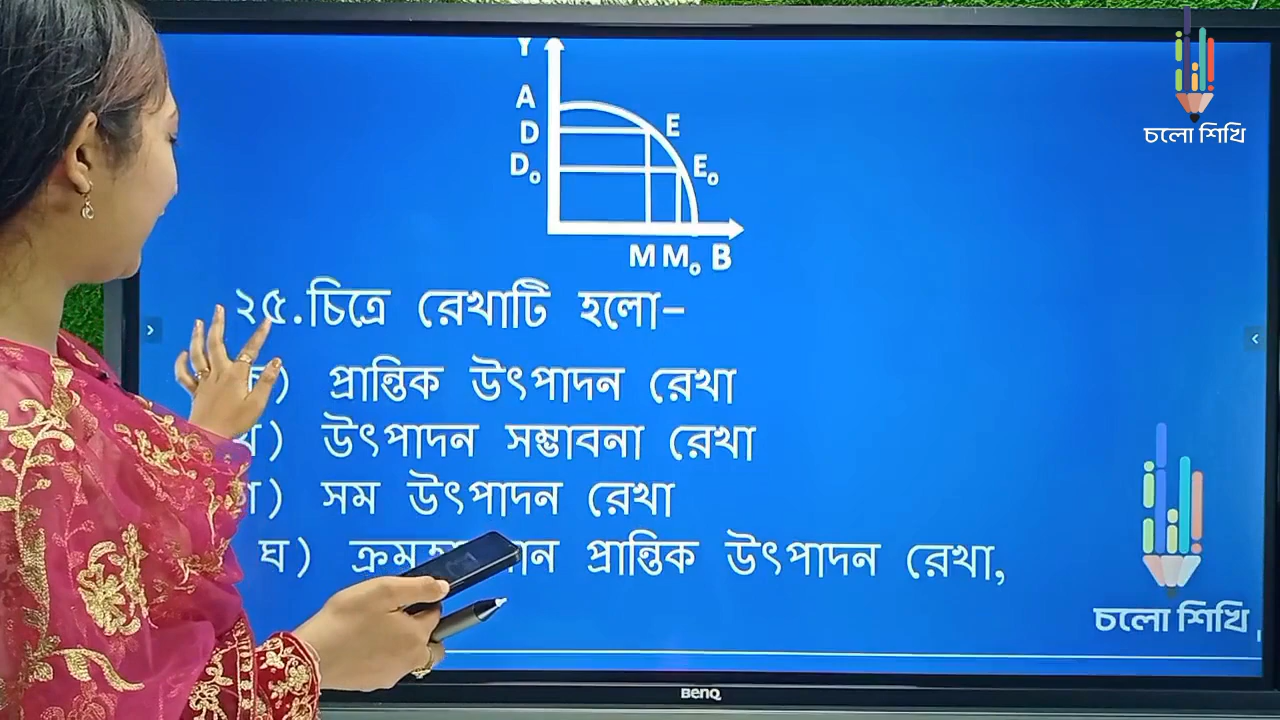 Y
A
D
E
D₀
E₀
M M₀ B
২৫.চিত্রে রেখাটি হলো-
) প্রান্তিক উৎপাদন রেখা
খ) উৎপাদন সম্ভাবনা রেখা
গ) সম উৎপাদন রেখা
ঘ) প্রান্তিক উৎপাদন রেখা,
চলো শিখি
চলো শিখি
BenQ